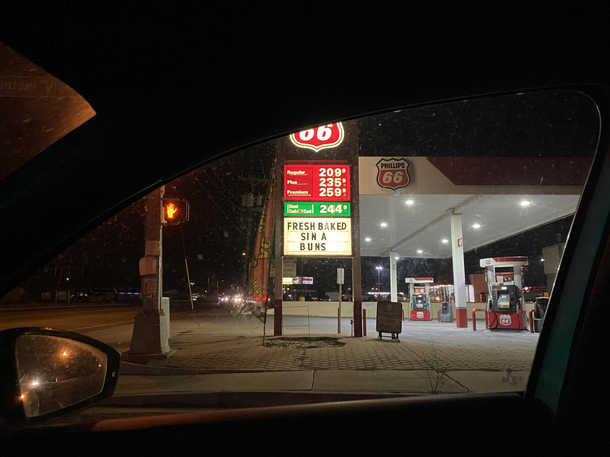 66
Regular 209⁹
Plus 235⁹
Premium 259⁹
Diesel 244⁹
FRESH BAKED
SIN A
BUNS
PHILLIPS
66